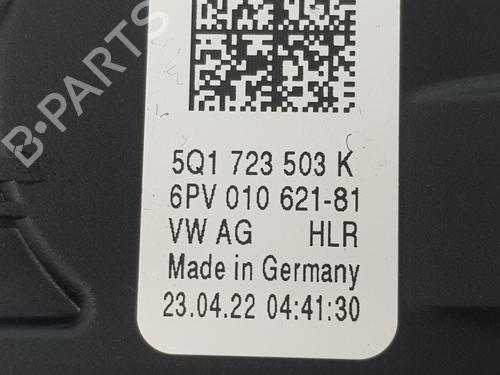 B-PARTS
5Q1 723 503 K
6PV 010 621-81
VW AG HLR
Made in Germany
23.04.22 04:41:30